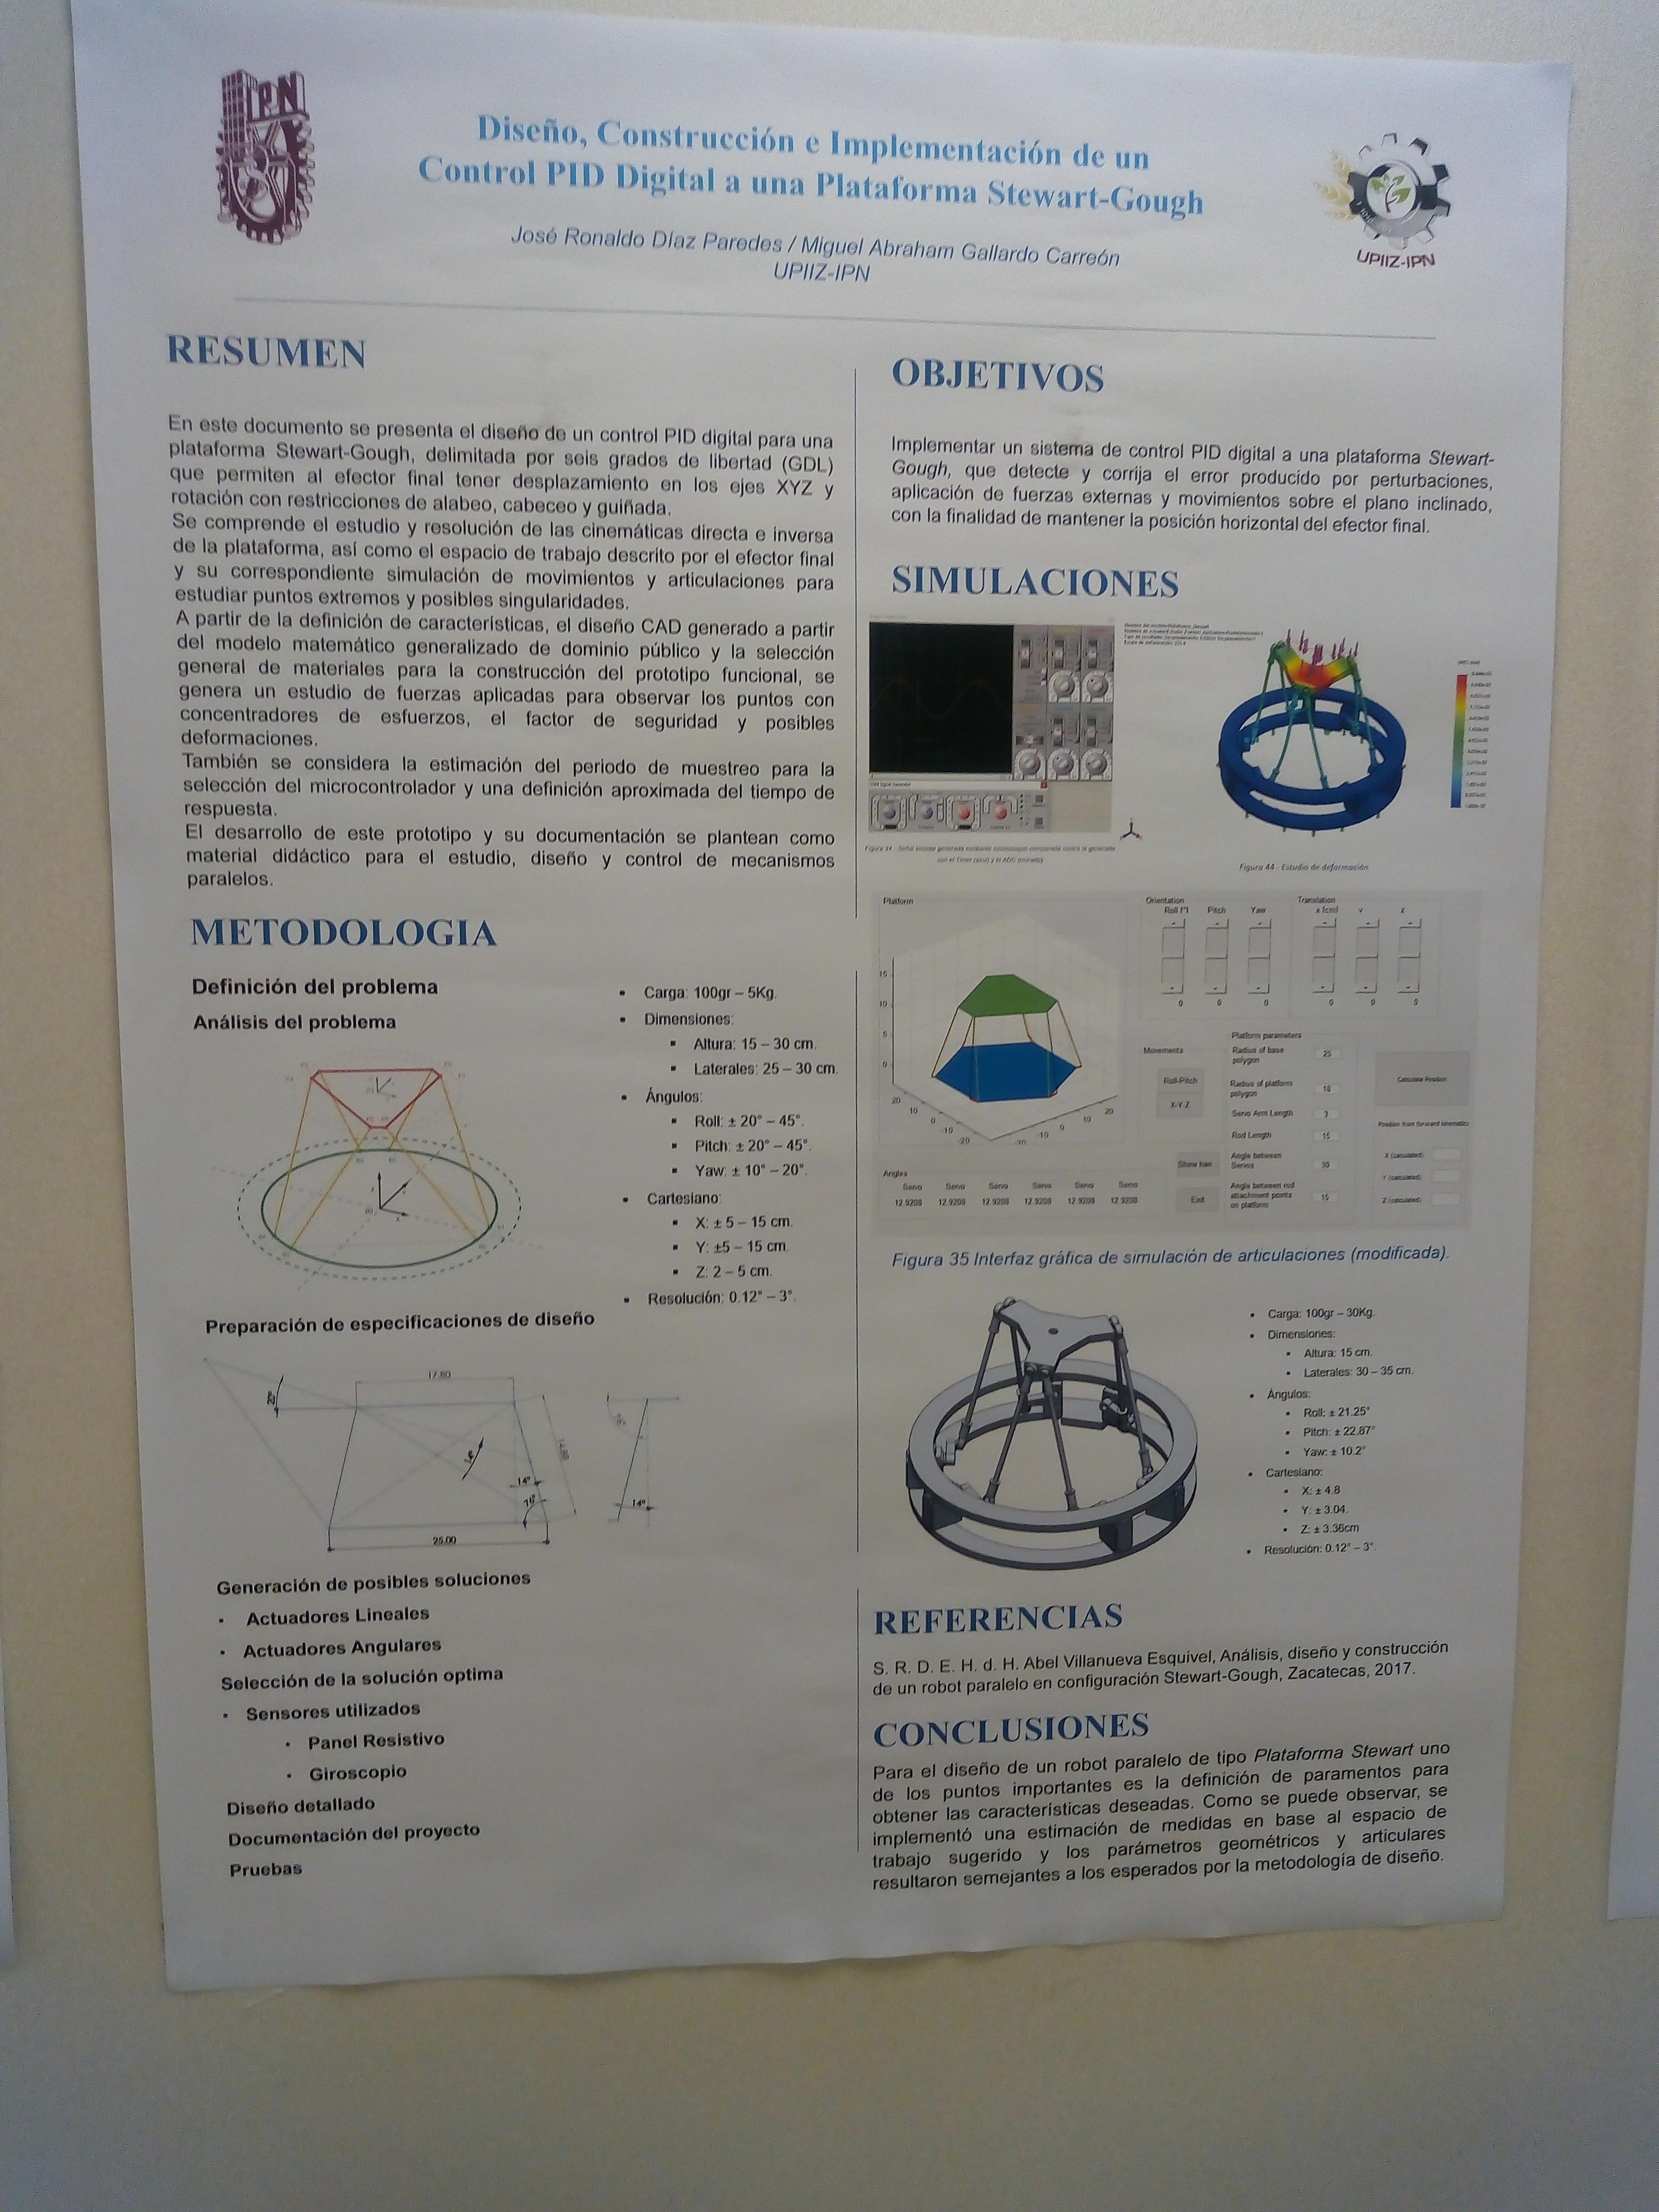 IPN
Diseño, Construcción e Implementación de un
Control PID Digital a una Plataforma Stewart-Gough
José Ronaldo Díaz Paredes / Miguel Abraham Gallardo Carreón
UPIIZ-IPN
UPIIZ-IPN
RESUMEN
En este documento se presenta el diseño de un control PID digital para una
plataforma Stewart-Gough, delimitada por seis grados de libertad (GDL)
que permiten al efector final tener desplazamiento en los ejes XYZ y
rotación con restricciones de alabeo, cabeceo y guiñada.
Se comprende el estudio y resolución de las cinemáticas directa e inversa
de la plataforma, así como el espacio de trabajo descrito por el efector final
y su correspondiente simulación de movimientos y articulaciones para
estudiar puntos extremos y posibles singularidades.
A partir de la definición de características, el diseño CAD generado a partir
del modelo matemático generalizado de dominio público y la selección
general de materiales para la construcción del prototipo funcional, se
genera un estudio de fuerzas aplicadas para observar los puntos con
concentradores de esfuerzos, el factor de seguridad y posibles
deformaciones.
También se considera la estimación del periodo de muestreo para la
selección del microcontrolador y una definición aproximada del tiempo de
respuesta.
El desarrollo de este prototipo y su documentación se plantean como
material didáctico para el estudio, diseño y control de mecanismos
paralelos.
METODOLOGIA
Definición del problema
Análisis del problema
• Carga: 100gr – 5Kg.
• Dimensiones:
▪ Altura: 15 – 30 cm.
▪ Laterales: 25 – 30 cm.
• Ángulos:
▪ Roll: ± 20° – 45°.
▪ Pitch: ± 20° – 45°.
▪ Yaw: ± 10° – 20°.
• Cartesiano:
▪ X: ± 5 – 15 cm.
▪ Y: ±5 – 15 cm.
▪ Z: 2 – 5 cm.
• Resolución: 0.12° – 3°.
Preparación de especificaciones de diseño
17.80
20°
14°
76°
14°
25.00
Generación de posibles soluciones
• Actuadores Lineales
• Actuadores Angulares
Selección de la solución optima
• Sensores utilizados
• Panel Resistivo
• Giroscopio
Diseño detallado
Documentación del proyecto
Pruebas
OBJETIVOS
Implementar un sistema de control PID digital a una plataforma Stewart-
Gough, que detecte y corrija el error producido por perturbaciones,
aplicación de fuerzas externas y movimientos sobre el plano inclinado,
con la finalidad de mantener la posición horizontal del efector final.
SIMULACIONES
Figura 44 - Estudio de deformación
Platform
15
10
5
0
20
10
0
-10
-20
-10
0
10
20
Orientation
Roll [°] Pitch Yaw
0 0 0
Translation
x [cm] y z
0 0 0
Movements
Roll-Pitch
X-Y-Z
Show trail
Exit
Platform parameters
Radius of base
polygon 25
Radius of platform
polygon 18
Servo Arm Length 3
Rod Length 15
Angle between
Servos 30
Angle between rod
attachment points
on platform 15
Calculate Position
Position from forward kinematics
X (calculated)
Y (calculated)
Z (calculated)
Angles
Servo Servo Servo Servo Servo Servo
12.9208 12.9208 12.9208 12.9208 12.9208 12.9208
Figura 35 Interfaz gráfica de simulación de articulaciones (modificada).
• Carga: 100gr – 30Kg.
• Dimensiones:
▪ Altura: 15 cm.
▪ Laterales: 30 – 35 cm.
• Ángulos:
▪ Roll: ± 21.25°
▪ Pitch: ± 22.87°
▪ Yaw: ± 10.2°
• Cartesiano:
▪ X: ± 4.8
▪ Y: ± 3.04.
▪ Z: ± 3.36cm
• Resolución: 0.12° – 3°.
REFERENCIAS
S. R. D. E. H. d. H. Abel Villanueva Esquivel, Análisis, diseño y construcción
de un robot paralelo en configuración Stewart-Gough, Zacatecas, 2017.
CONCLUSIONES
Para el diseño de un robot paralelo de tipo Plataforma Stewart uno
de los puntos importantes es la definición de paramentos para
obtener las características deseadas. Como se puede observar, se
implementó una estimación de medidas en base al espacio de
trabajo sugerido y los parámetros geométricos y articulares
resultaron semejantes a los esperados por la metodología de diseño.